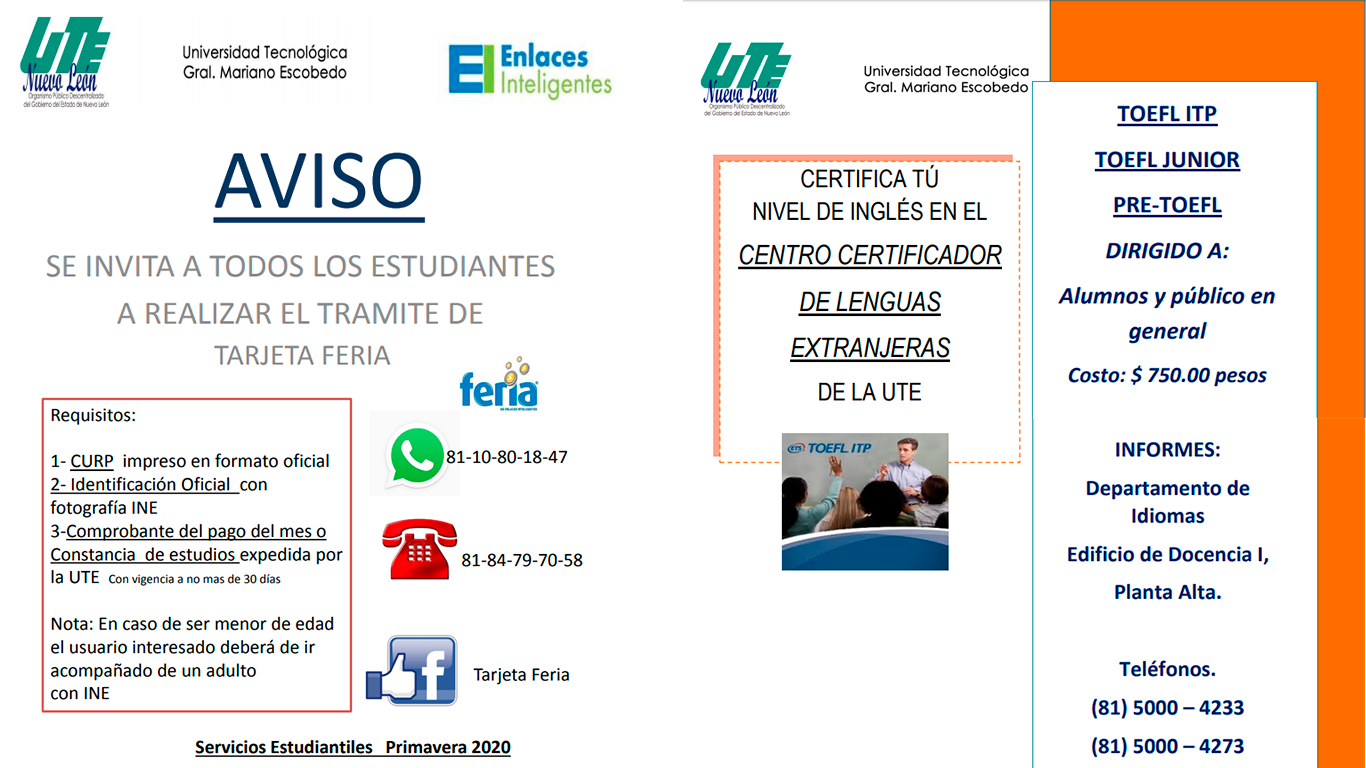 UTE
Nuevo León
Organismo Público Descentralizado
del Gobierno del Estado de Nuevo León
Universidad Tecnológica
Gral. Mariano Escobedo
EI Enlaces
Inteligentes
AVISO
SE INVITA A TODOS LOS ESTUDIANTES
A REALIZAR EL TRAMITE DE
TARJETA FERIA
feria
DE ENLACES INTELIGENTES
Requisitos:
1- CURP impreso en formato oficial
2- Identificación Oficial con
fotografía INE
3-Comprobante del pago del mes o
Constancia de estudios expedida por
la UTE Con vigencia a no mas de 30 días
Nota: En caso de ser menor de edad
el usuario interesado deberá de ir
acompañado de un adulto
con INE
81-10-80-18-47
81-84-79-70-58
f
Tarjeta Feria
Servicios Estudiantiles Primavera 2020
UTE
Nuevo León
Organismo Público Descentralizado
del Gobierno del Estado de Nuevo León
Universidad Tecnológica
Gral. Mariano Escobedo
CERTIFICA TÚ
NIVEL DE INGLÉS EN EL
CENTRO CERTIFICADOR
DE LENGUAS
EXTRANJERAS
DE LA UTE
ETS TOEFL ITP
TOEFL ITP
TOEFL JUNIOR
PRE-TOEFL
DIRIGIDO A:
Alumnos y público en
general
Costo: $ 750.00 pesos
INFORMES:
Departamento de
Idiomas
Edificio de Docencia I,
Planta Alta.
Teléfonos.
(81) 5000 – 4233
(81) 5000 – 4273